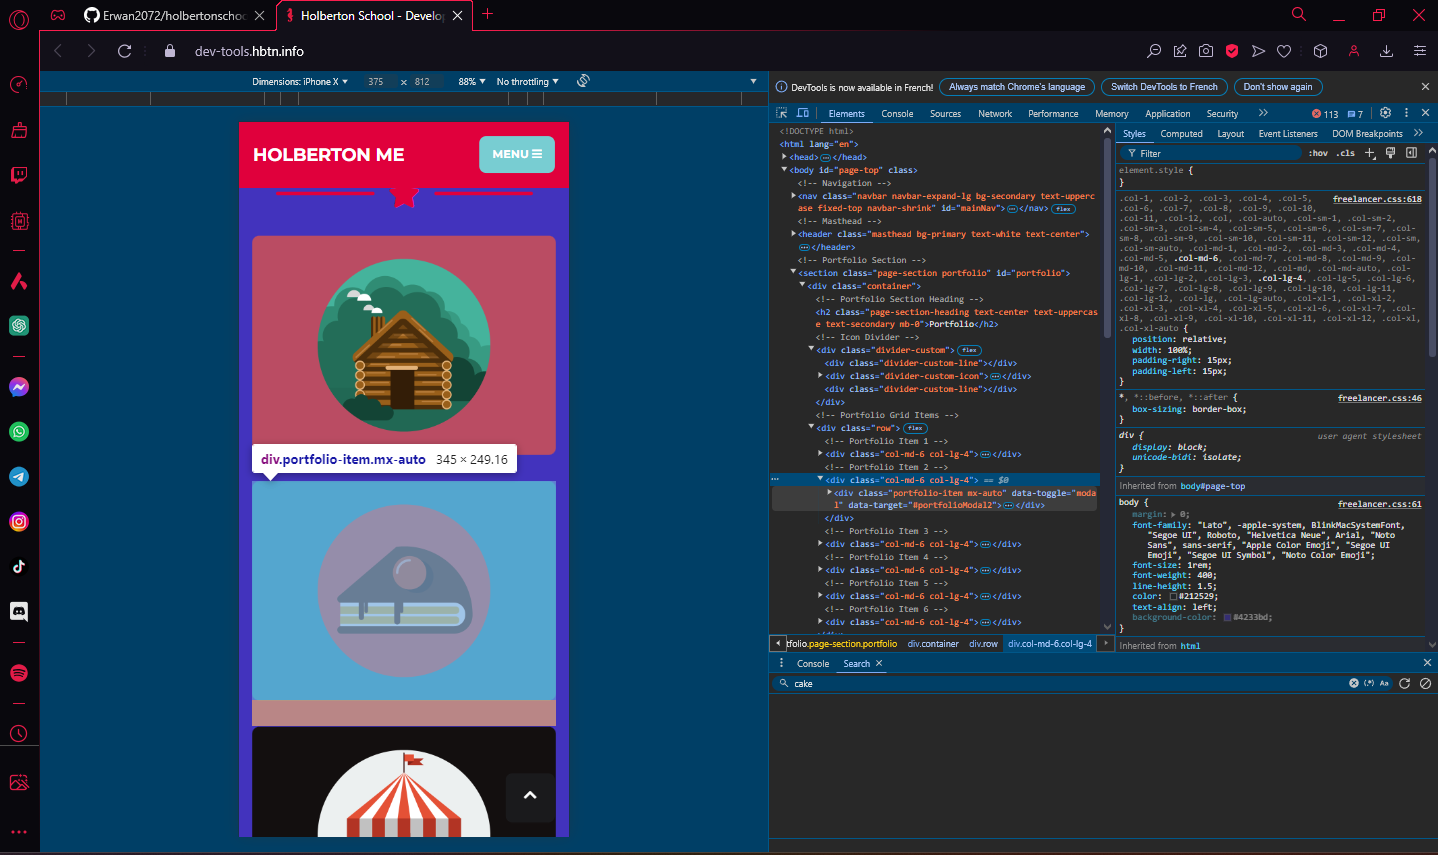 Erwan2072/holbertonschool
Holberton School - Develop
dev-tools.hbtn.info
Dimensions: iPhone X ▼ 375 × 812 88% ▼ No throttling ▼
HOLBERTON ME
MENU
div.portfolio-item.mx-auto 345 × 249.16
DevTools is now available in French!
Always match Chrome's language
Switch DevTools to French
Don't show again
Elements Console Sources Network Performance Memory Application Security 113 7
<!DOCTYPE html>
<html lang="en">
<head>⋯</head>
<body id="page-top" class>
<!-- Navigation -->
<nav class="navbar navbar-expand-lg bg-secondary text-upperc
ase fixed-top navbar-shrink" id="mainNav">⋯</nav> flex
<!-- Masthead -->
<header class="masthead bg-primary text-white text-center">
⋯</header>
<!-- Portfolio Section -->
<section class="page-section portfolio" id="portfolio">
<div class="container">
<!-- Portfolio Section Heading -->
<h2 class="page-section-heading text-center text-uppercas
e text-secondary mb-0">Portfolio</h2>
<!-- Icon Divider -->
<div class="divider-custom"> flex
<div class="divider-custom-line"></div>
<div class="divider-custom-icon">⋯</div>
<div class="divider-custom-line"></div>
</div>
<!-- Portfolio Grid Items -->
<div class="row"> flex
<!-- Portfolio Item 1 -->
<div class="col-md-6 col-lg-4">⋯</div>
<!-- Portfolio Item 2 -->
<div class="col-md-6 col-lg-4"> == $0
<div class="portfolio-item mx-auto" data-toggle="moda
l" data-target="#portfolioModal2">⋯</div>
</div>
<!-- Portfolio Item 3 -->
<div class="col-md-6 col-lg-4">⋯</div>
<!-- Portfolio Item 4 -->
<div class="col-md-6 col-lg-4">⋯</div>
<!-- Portfolio Item 5 -->
<div class="col-md-6 col-lg-4">⋯</div>
<!-- Portfolio Item 6 -->
<div class="col-md-6 col-lg-4">⋯</div>
tfolio.page-section.portfolio div.container div.row div.col-md-6.col-lg-4
Styles Computed Layout Event Listeners DOM Breakpoints
Filter :hov .cls
element.style {
}
.col-1, .col-2, .col-3, .col-4, .col-5, freelancer.css:618
.col-6, .col-7, .col-8, .col-9, .col-10,
.col-11, .col-12, .col, .col-auto, .col-sm-1, .col-sm-2,
.col-sm-3, .col-sm-4, .col-sm-5, .col-sm-6, .col-sm-7, .col-
sm-8, .col-sm-9, .col-sm-10, .col-sm-11, .col-sm-12, .col-sm,
.col-sm-auto, .col-md-1, .col-md-2, .col-md-3, .col-md-4,
.col-md-5, .col-md-6, .col-md-7, .col-md-8, .col-md-9, .col-
md-10, .col-md-11, .col-md-12, .col-md, .col-md-auto, .col-
lg-1, .col-lg-2, .col-lg-3, .col-lg-4, .col-lg-5, .col-lg-6,
.col-lg-7, .col-lg-8, .col-lg-9, .col-lg-10, .col-lg-11,
.col-lg-12, .col-lg, .col-lg-auto, .col-xl-1, .col-xl-2,
.col-xl-3, .col-xl-4, .col-xl-5, .col-xl-6, .col-xl-7, .col-
xl-8, .col-xl-9, .col-xl-10, .col-xl-11, .col-xl-12, .col-xl,
.col-xl-auto {
position: relative;
width: 100%;
padding-right: 15px;
padding-left: 15px;
}
*, *::before, *::after { freelancer.css:46
box-sizing: border-box;
}
div { user agent stylesheet
display: block;
unicode-bidi: isolate;
}
Inherited from body#page-top
body { freelancer.css:61
margin: ▶ 0;
font-family: "Lato", -apple-system, BlinkMacSystemFont,
"Segoe UI", Roboto, "Helvetica Neue", Arial, "Noto
Sans", sans-serif, "Apple Color Emoji", "Segoe UI
Emoji", "Segoe UI Symbol", "Noto Color Emoji";
font-size: 1rem;
font-weight: 400;
line-height: 1.5;
color: #212529;
text-align: left;
background-color: #4233bd;
}
Inherited from html
Console Search ×
cake (.*) Aa